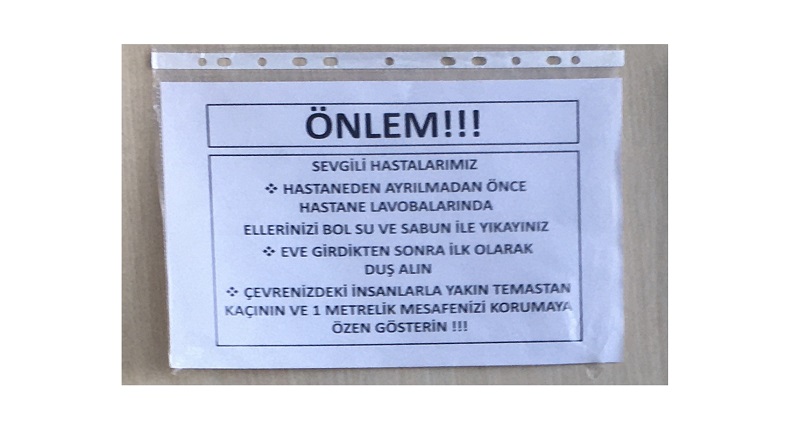 ÖNLEM!!!
SEVGİLİ HASTALARIMIZ
❖ HASTANEDEN AYRILMADAN ÖNCE
HASTANE LAVOBALARINDA
ELLERİNİZİ BOL SU VE SABUN İLE YIKAYINIZ
❖ EVE GİRDİKTEN SONRA İLK OLARAK
DUŞ ALIN
❖ ÇEVRENİZDEKİ İNSANLARLA YAKIN TEMASTAN
KAÇININ VE 1 METRELİK MESAFENİZİ KORUMAYA
ÖZEN GÖSTERİN !!!